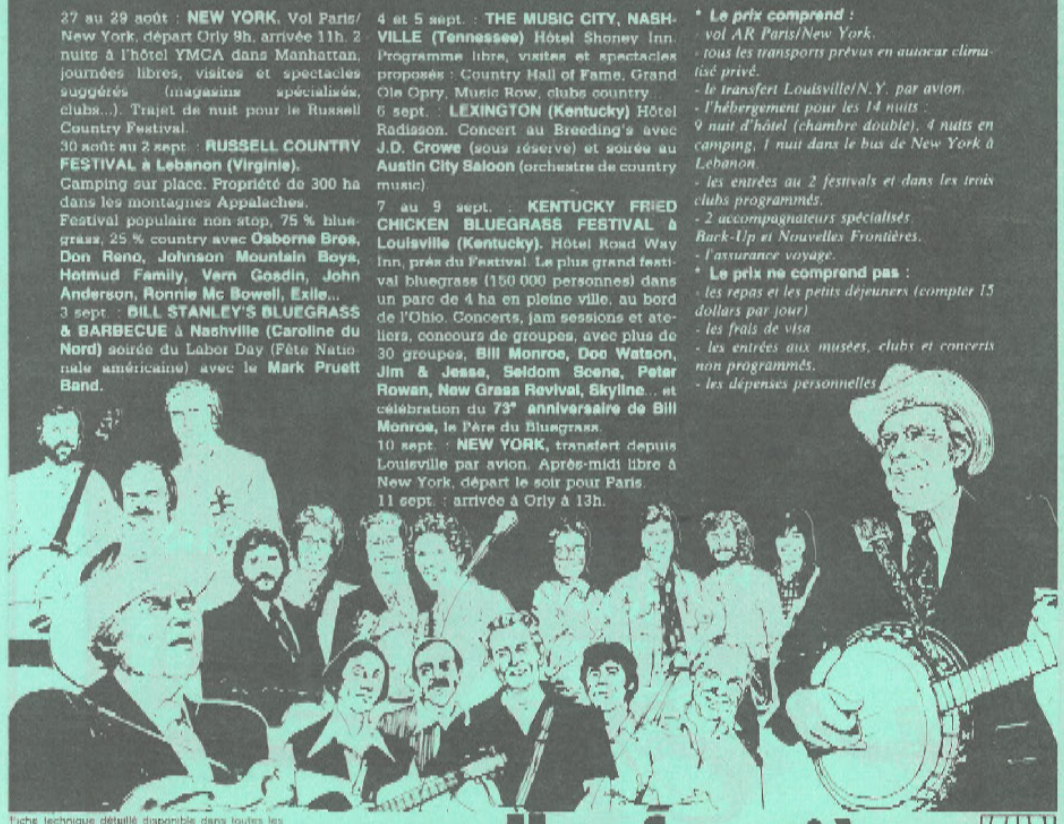 27 au 29 août : NEW YORK. Vol Paris/
New York, départ Orly 9h, arrivée 11h. 2
nuits à l'hôtel YMCA dans Manhattan,
journées libres, visites et spectacles
suggérés (magasins spécialisés,
clubs...). Trajet de nuit pour le Russell
Country Festival.
30 août au 2 sept. : RUSSELL COUNTRY
FESTIVAL à Lebanon (Virginie).
Camping sur place. Propriété de 300 ha
dans les montagnes Appalaches.
Festival populaire non stop, 75 % blue-
grass, 25 % country avec Osborne Bros,
Don Reno, Johnson Mountain Boys,
Hotmud Family, Vern Gosdin, John
Anderson, Ronnie Mc Bowell, Exile...
3 sept. : BILL STANLEY'S BLUEGRASS
& BARBECUE à Nashville (Caroline du
Nord) soirée du Labor Day (Fête Natio-
nale américaine) avec le Mark Pruett
Band.
4 et 5 sept. : THE MUSIC CITY, NASH-
VILLE (Tennessee) Hôtel Shoney Inn.
Programme libre, visites et spectacles
proposés : Country Hall of Fame, Grand
Ole Opry, Music Row, clubs country...
6 sept. : LEXINGTON (Kentucky) Hôtel
Radisson. Concert au Breeding's avec
J.D. Crowe (sous réserve) et soirée au
Austin City Saloon (orchestre de country
music)
7 au 9 sept. : KENTUCKY FRIED
CHICKEN BLUEGRASS FESTIVAL à
Louisville (Kentucky). Hôtel Road Way
Inn, près du Festival. Le plus grand festi-
val bluegrass (150 000 personnes) dans
un parc de 4 ha en pleine ville, au bord
de l'Ohio. Concerts, jam sessions et ate-
liers, concours de groupes, avec plus de
30 groupes, Bill Monroe, Doc Watson,
Jim & Jesse, Seldom Scene, Peter
Rowan, New Grass Revival, Skyline... et
célébration du 73e anniversaire de Bill
Monroe, le Père du Bluegrass.
10 sept. : NEW YORK, transfert depuis
Louisville par avion. Après-midi libre à
New York, départ le soir pour Paris.
11 sept. : arrivée à Orly à 13h.
* Le prix comprend :
- vol AR Paris/New York.
- tous les transports prévus en autocar clima-
tisé privé.
- le transfert Louisville/N.Y. par avion.
- l'hébergement pour les 14 nuits :
9 nuit d'hôtel (chambre double), 4 nuits en
camping, 1 nuit dans le bus de New York à
Lebanon.
- les entrées au 2 festivals et dans les trois
clubs programmés.
- 2 accompagnateurs spécialisés.
Back-Up et Nouvelles Frontières.
- l'assurance voyage.
* Le prix ne comprend pas :
- les repas et les petits déjeuners (compter 15
dollars par jour)
- les frais de visa
- les entrées aux musées, clubs et concerts
non programmés.
- les dépenses personnelles
fiche technique détaillé disponible dans toutes les